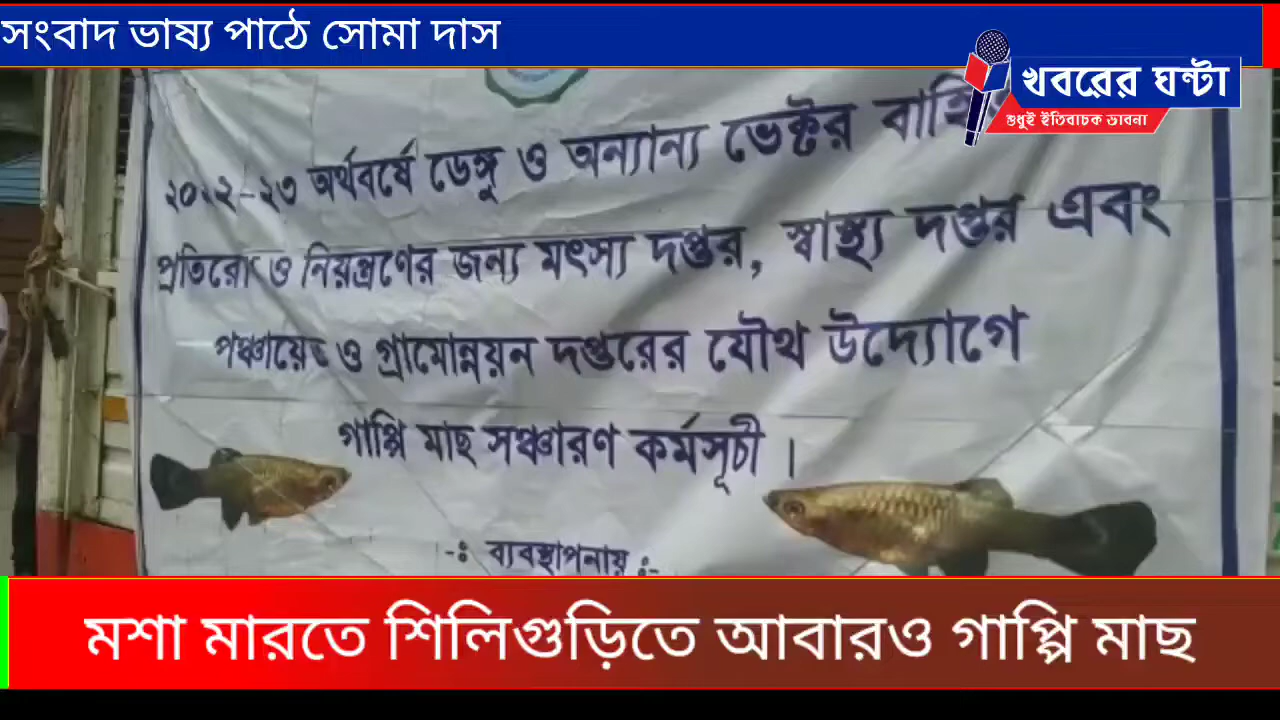 সংবাদ ভাষ্য পাঠে সোমা দাস
খবরের ঘন্টা
শুধুই ইতিবাচক ভাবনা
২০২২-২৩ অর্থবর্ষে ডেঙ্গু ও অন্যান্য ভেক্টর
প্রতিরোধ ও নিয়ন্ত্রণের জন্য মৎস্য দপ্তর, স্বাস্থ্য দপ্তর এবং
পঞ্চায়েত ও গ্রামোন্নয়ন দপ্তরের যৌথ উদ্যোগে
গাপ্পি মাছ সঞ্চারণ কর্মসূচী ।
-: ব্যবস্থাপনায় :-
মশা মারতে শিলিগুড়িতে আবারও গাপ্পি মাছ